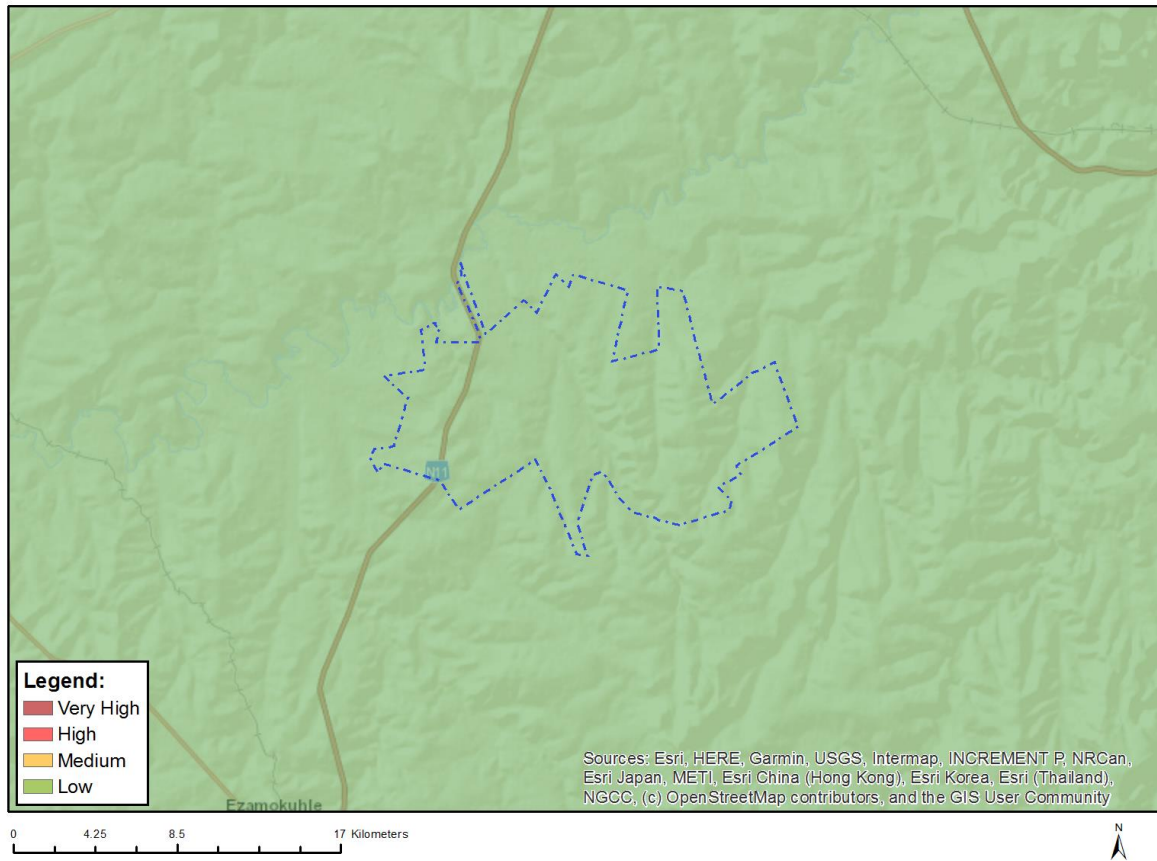 N11
Legend:
Very High
High
Medium
Low
Ezamokuhle
Sources: Esri, HERE, Garmin, USGS, Intermap, INCREMENT P, NRCan,
Esri Japan, METI, Esri China (Hong Kong), Esri Korea, Esri (Thailand),
NGCC, (c) OpenStreetMap contributors, and the GIS User Community
0 4.25 8.5 17 Kilometers
N